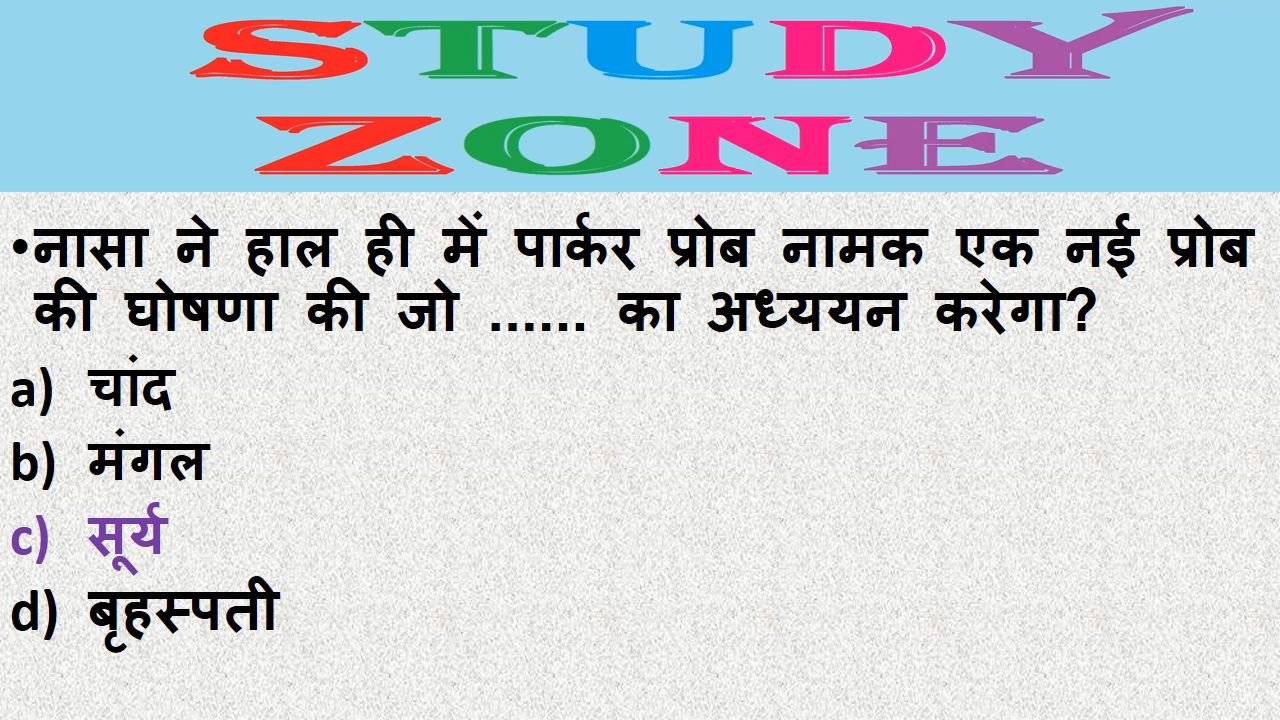 STUDY
ZONE
•नासा ने हाल ही में पार्कर प्रोब नामक एक नई प्रोब
की घोषणा की जो ...... का अध्ययन करेगा?
a) चांद
b) मंगल
c) सूर्य
d) बृहस्पती